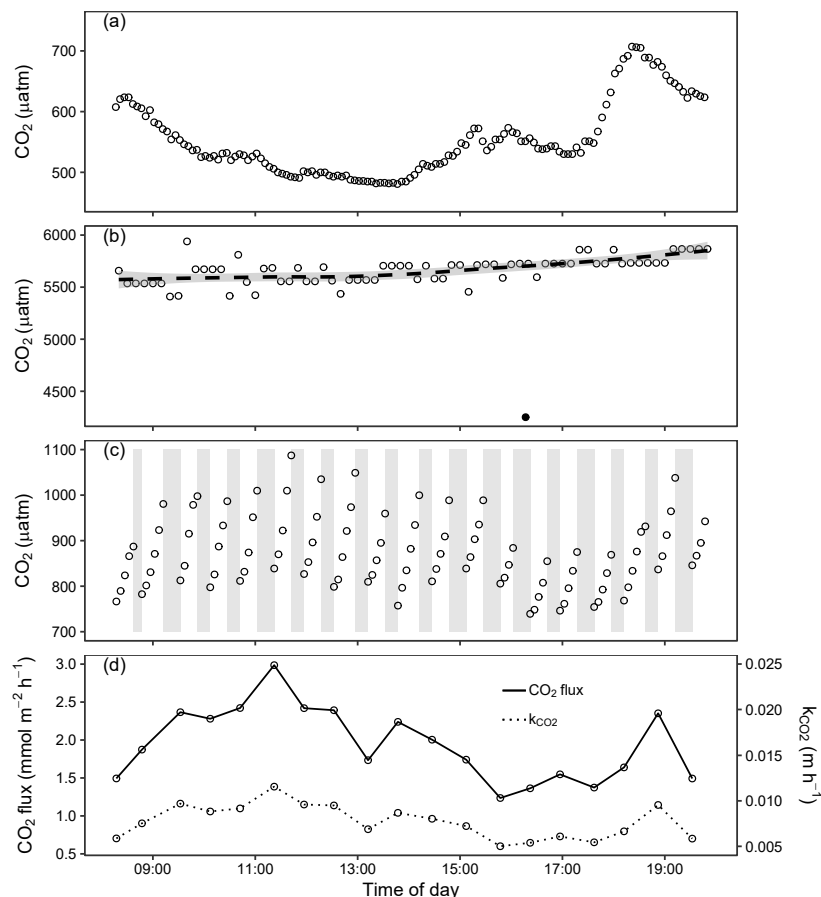 (a)
700
600
500
CO₂ (μatm)
(b)
6000
5500
5000
4500
CO₂ (μatm)
(c)
1100
1000
900
800
700
CO₂ (μatm)
(d)
3.0
2.5
2.0
1.5
1.0
0.5
CO₂ flux (mmol m⁻² h⁻¹)
CO₂ flux
kCO2
0.025
0.020
0.015
0.010
0.005
kCO2 (m h⁻¹)
09:00 11:00 13:00 15:00 17:00 19:00
Time of day